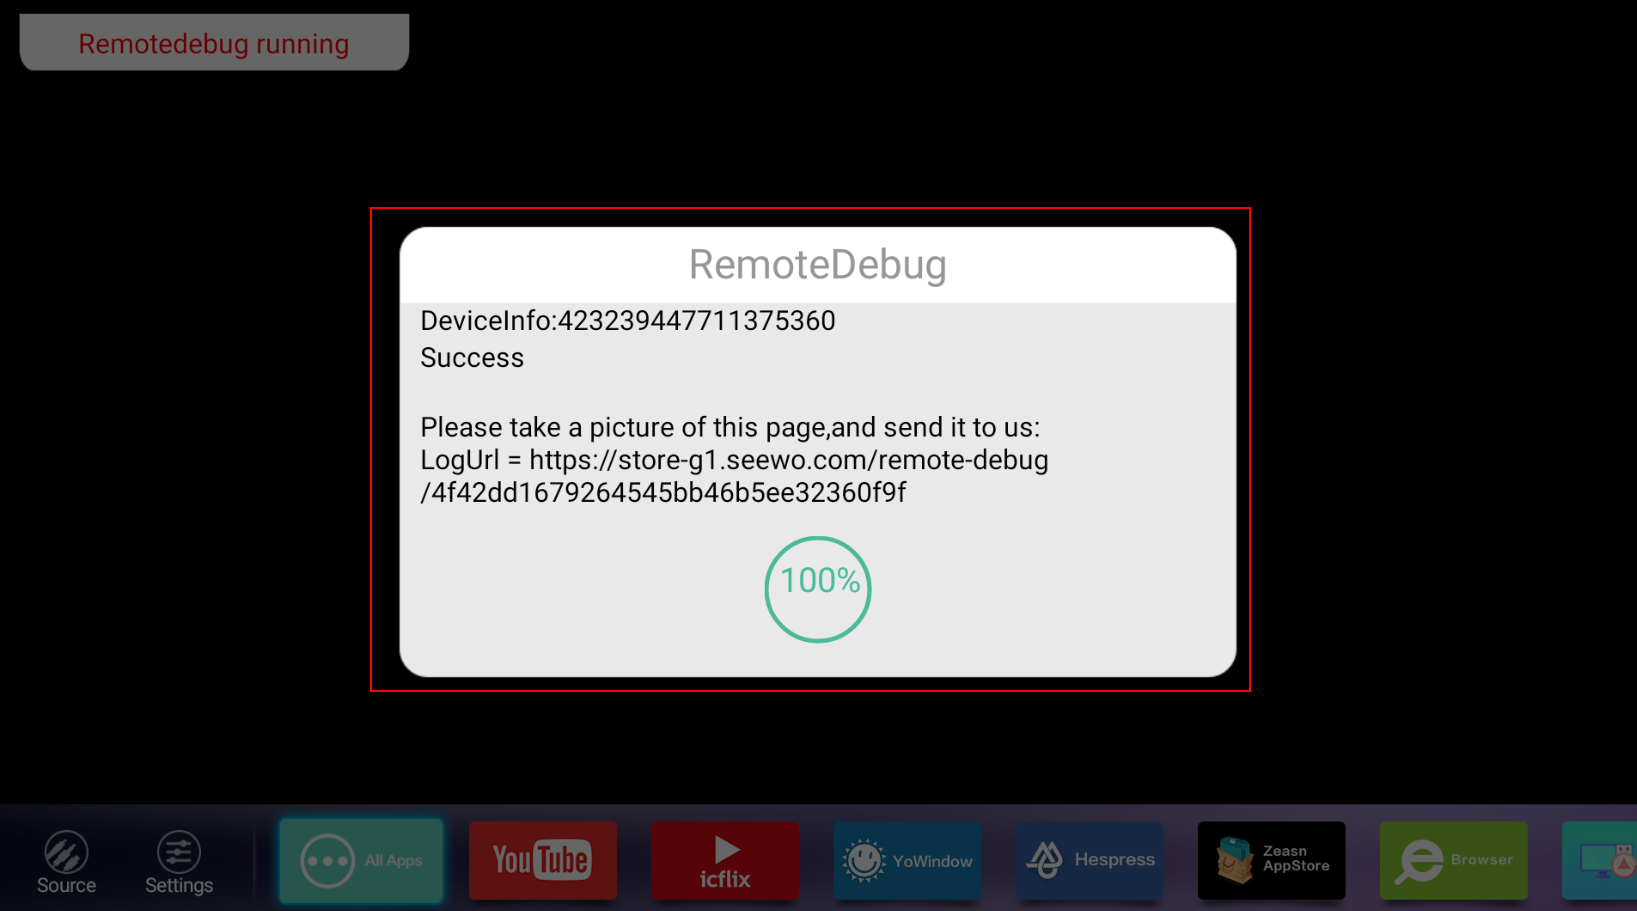 Remotedebug running
RemoteDebug
DeviceInfo:423239447711375360
Success
Please take a picture of this page,and send it to us:
LogUrl = https://store-g1.seewo.com/remote-debug
/4f42dd1679264545bb46b5ee32360f9f
100%
Source
Settings
All Apps
YouTube
icflix
YoWindow
Hespress
Zeasn
AppStore
Browser